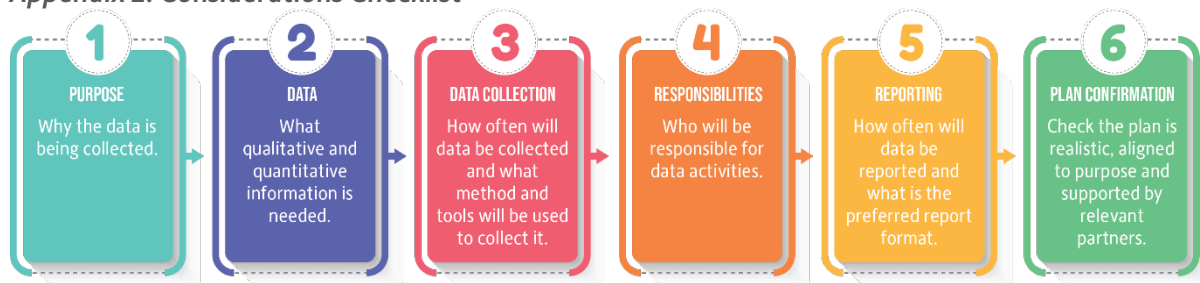 Appendix 2: Considerations Checklist
1
PURPOSE
Why the data is
being collected.
2
DATA
What
qualitative and
quantitative
information is
needed.
3
DATA COLLECTION
How often will
data be collected
and what
method and
tools will be used
to collect it.
4
RESPONSIBILITIES
Who will be
responsible for
data activities.
5
REPORTING
How often will
data be
reported and
what is the
preferred report
format.
6
PLAN CONFIRMATION
Check the plan is
realistic, aligned
to purpose and
supported by
relevant
partners.